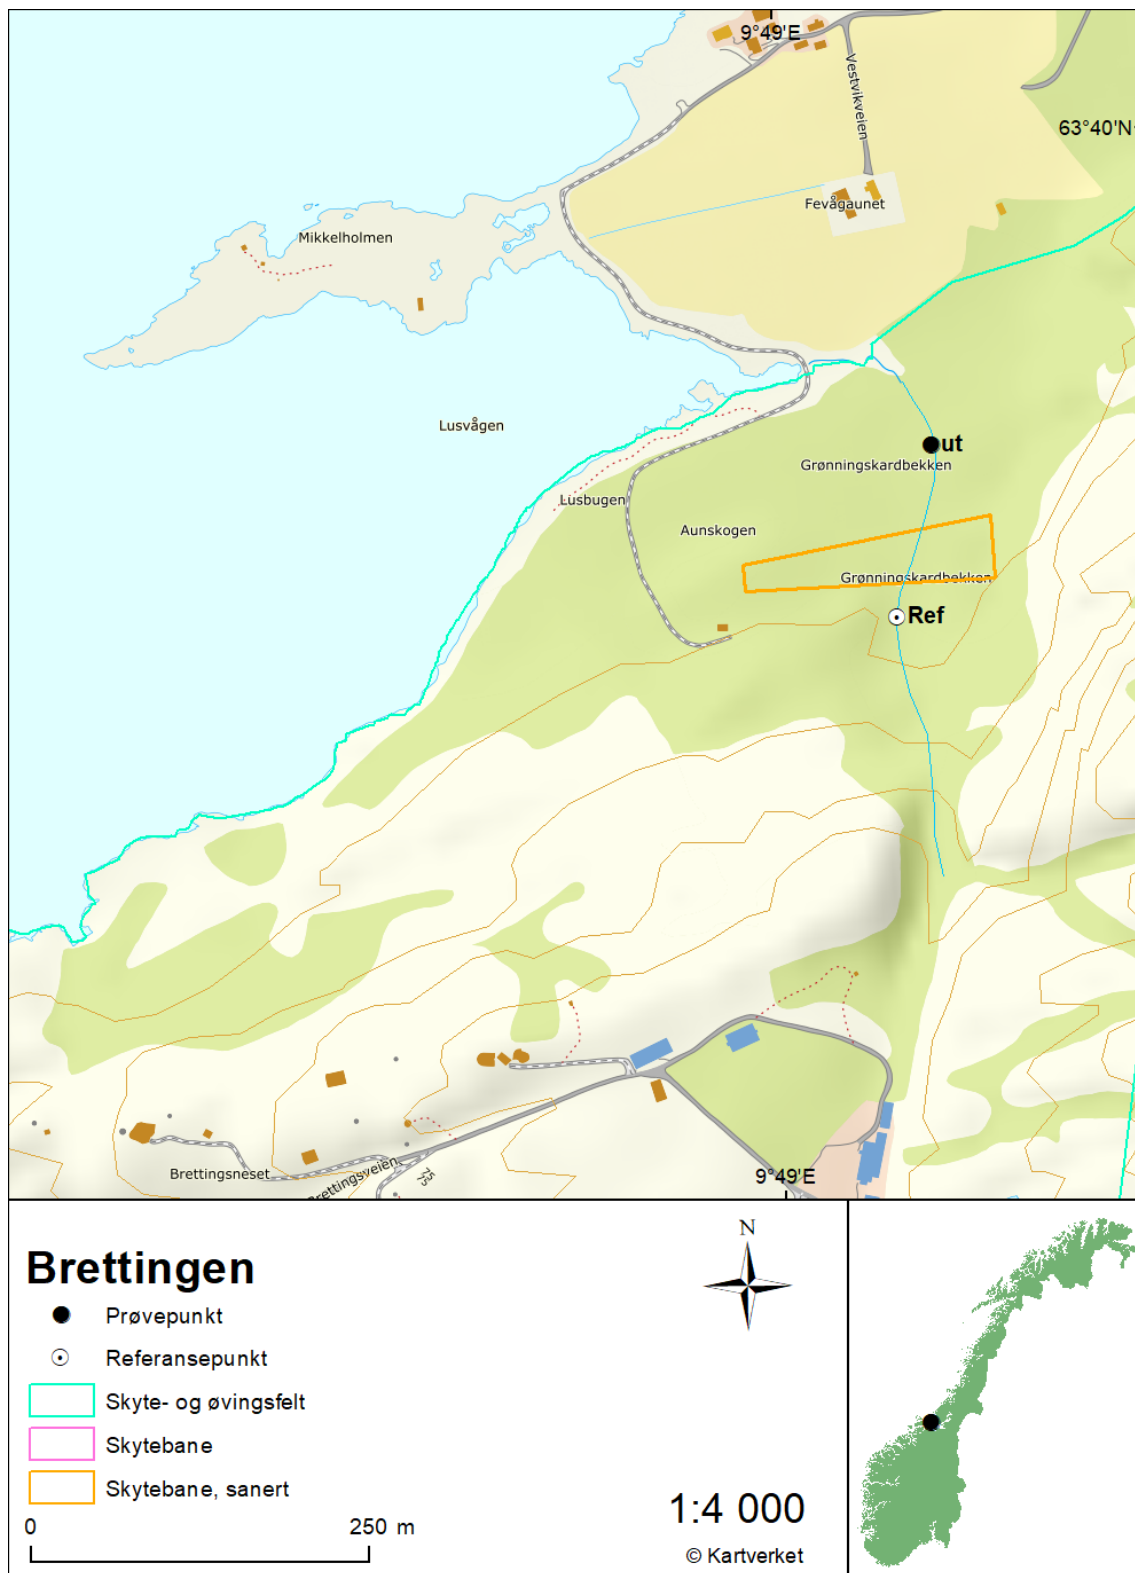 9°49'E
Vestvikveien
63°40'N
Fevågaunet
Mikkelholmen
Lusvågen
ut
Grønningskardbekken
Lusbugen
Aunskogen
Grønningskardbekken
Ref
9°49'E
Brettingsneset
Brettingsveien
75
Brettingen
N
Prøvepunkt
Referansepunkt
Skyte- og øvingsfelt
Skytebane
Skytebane, sanert
0 250 m
1:4 000
© Kartverket